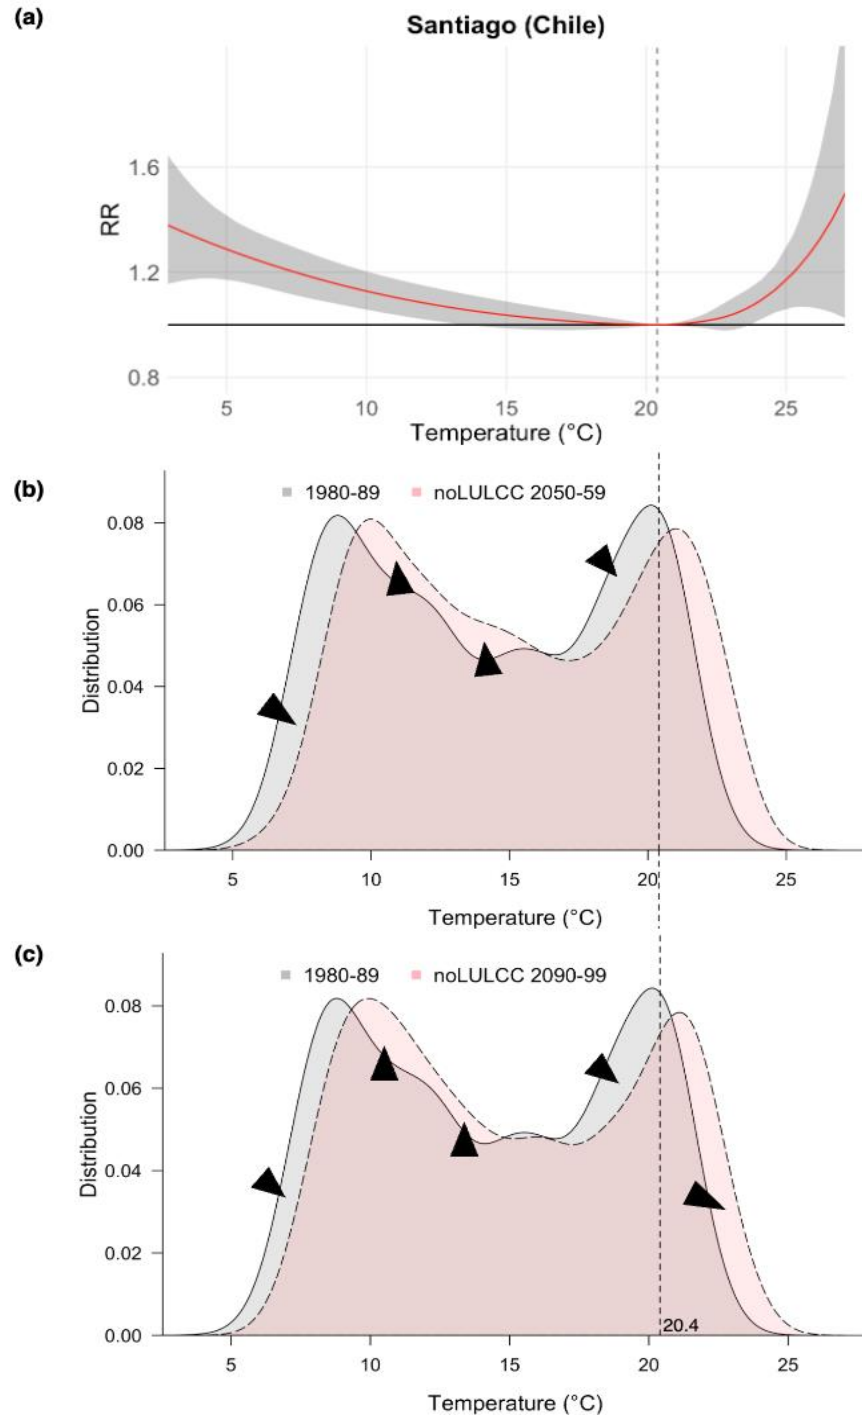 (a)
Santiago (Chile)
RR
1.6
1.2
0.8
5 10 15 20 25
Temperature (°C)
(b)
1980-89 noLULCC 2050-59
Distribution
0.08
0.06
0.04
0.02
0.00
5 10 15 20 25
Temperature (°C)
(c)
1980-89 noLULCC 2090-99
Distribution
0.08
0.06
0.04
0.02
0.00
20.4
5 10 15 20 25
Temperature (°C)